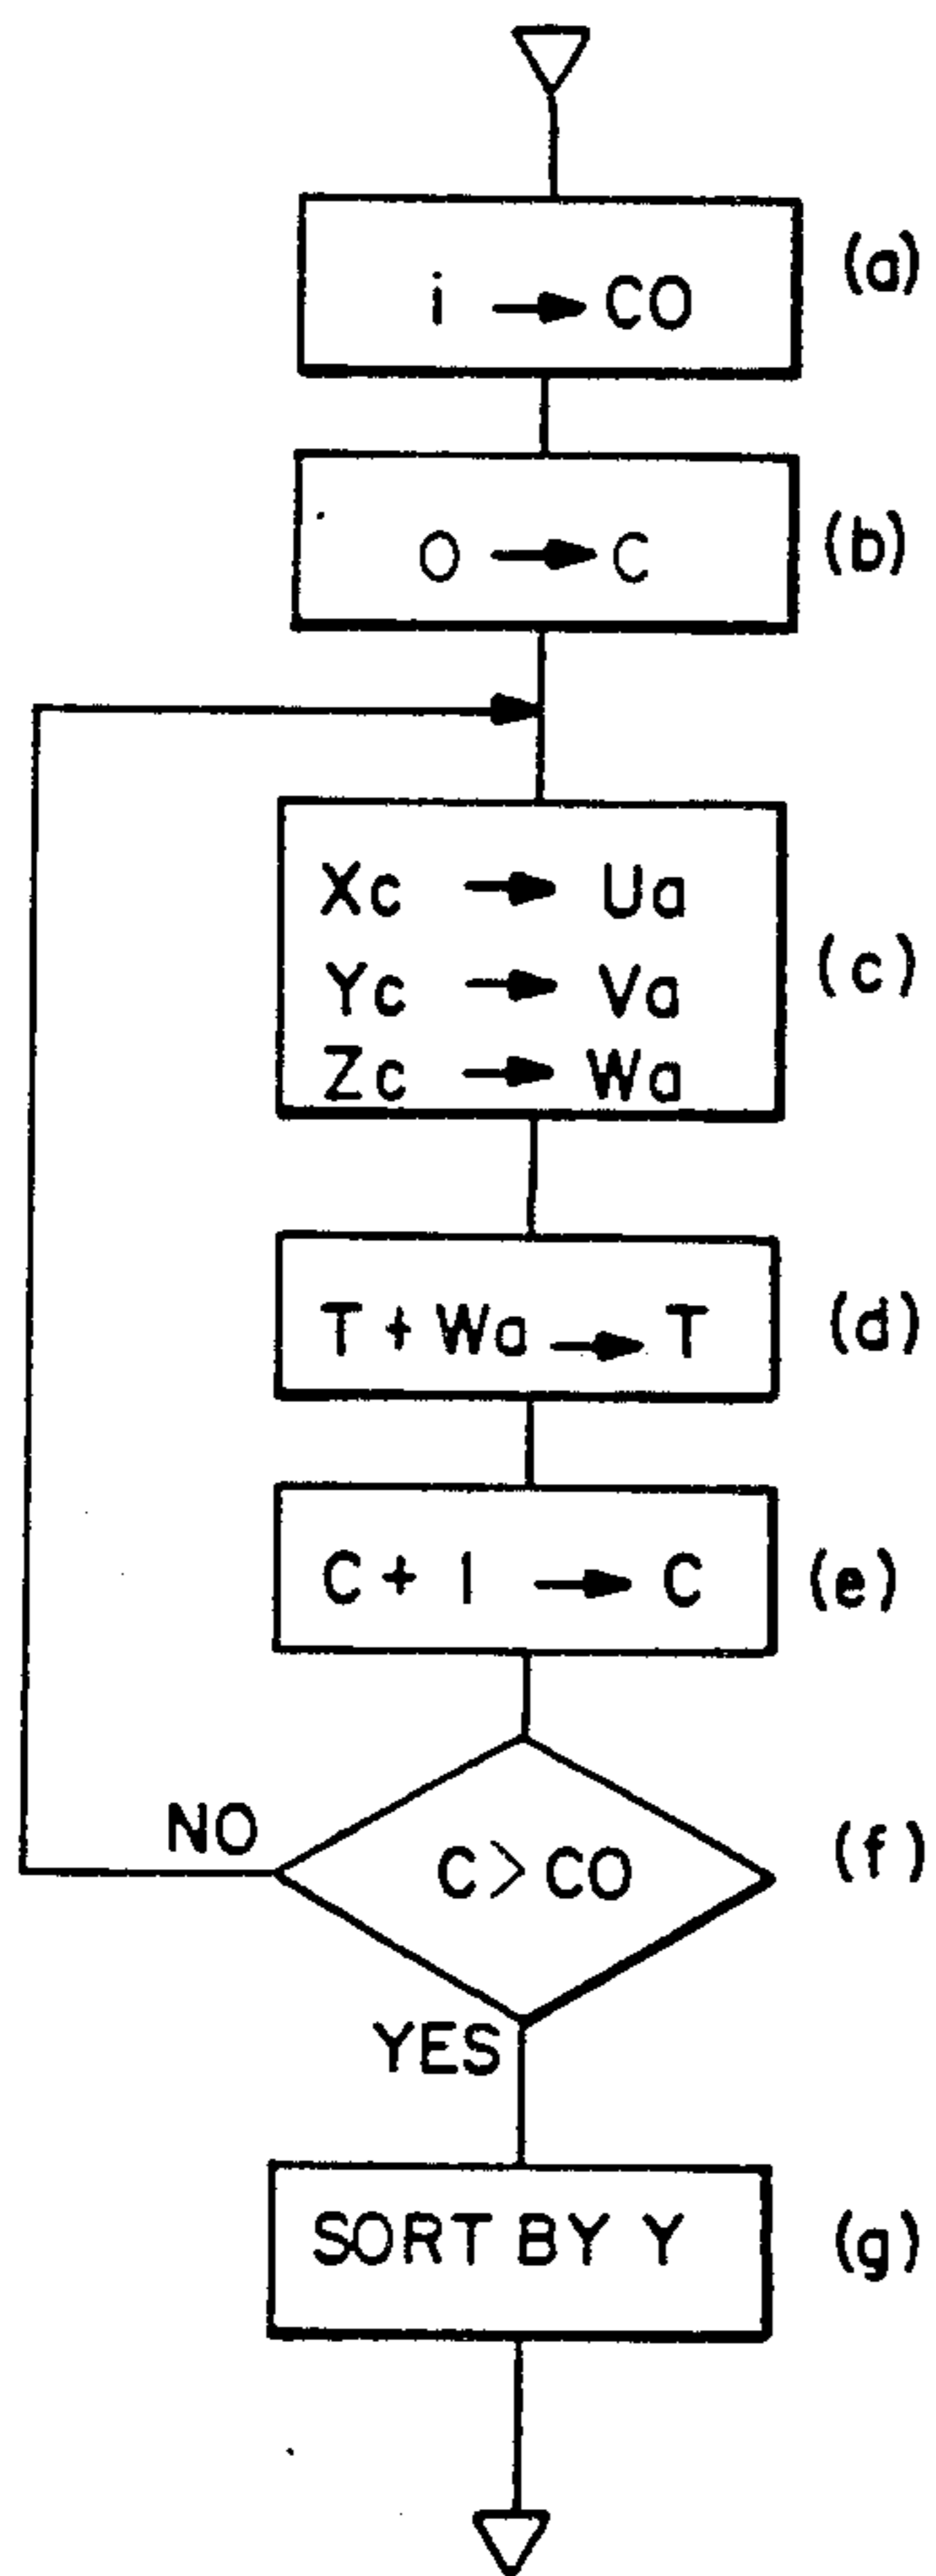 i → CO
(a)
O → C
(b)
Xc → Ua
Yc → Va
Zc → Wa
(c)
T + Wa → T
(d)
C + 1 → C
(e)
NO
C > CO
(f)
YES
SORT BY Y
(g)